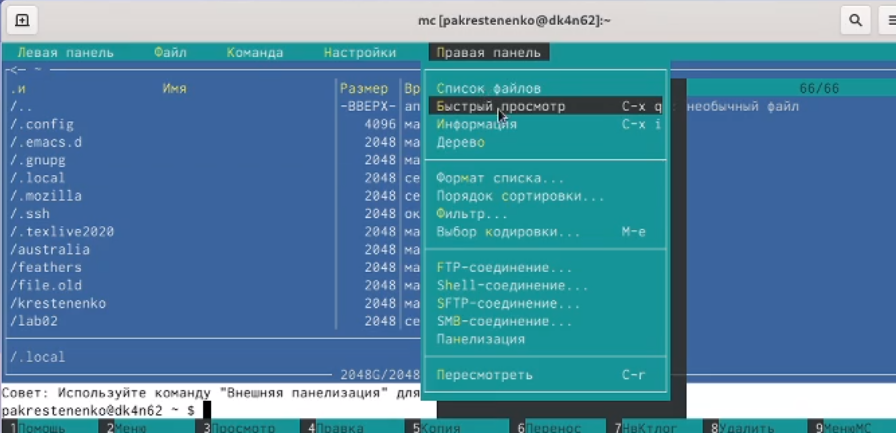 mc [pakrestenenko@dk4n62]:~
Левая панель Файл Команда Настройки Правая панель
<— ~
.и Имя Размер Вр 66/66
/.. -ВВЕРХ- ап : необычный файл
/.config 4096 ма
/.emacs.d 2048 ма
/.gnupg 2048 ма
/.local 2048 се
/.mozilla 2048 се
/.ssh 2048 ок
/.texlive2020 2048 ма
/australia 2048 ма
/feathers 2048 ма
/file.old 2048 ма
/krestenenko 2048 ма
/lab02 2048 се
/.local
2048G/2048
Список файлов
Быстрый просмотр C-x q
Информация C-x i
Дерево
Формат списка...
Порядок сортировки...
Фильтр...
Выбор кодировки... M-e
FTP-соединение...
Shell-соединение...
SFTP-соединение...
SMB-соединение...
Панелизация
Пересмотреть C-r
Совет: Используйте команду "Внешняя панелизация" для
pakrestenenko@dk4n62 ~ $
1Помощь 2Меню 3Просмотр 4Правка 5Копия 6Перенос 7НвКтлог 8Удалить 9МенюMC